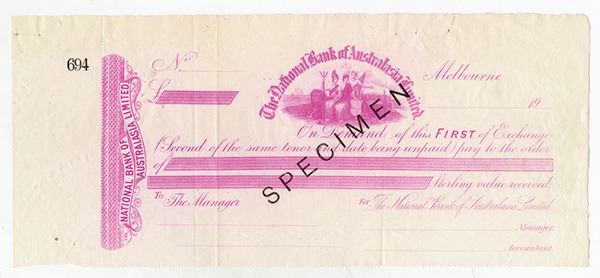 694
No
£
The National Bank of Australasia Limited
Melbourne
19
NATIONAL BANK OF
AUSTRALASIA LIMITED
SPECIMEN
On Demand of this FIRST of Exchange
(Second of the same tenor and date being unpaid) pay to the order
of
Sterling value received,
To The Manager
For The National Bank of Australasia Limited
Manager.
Accountant.